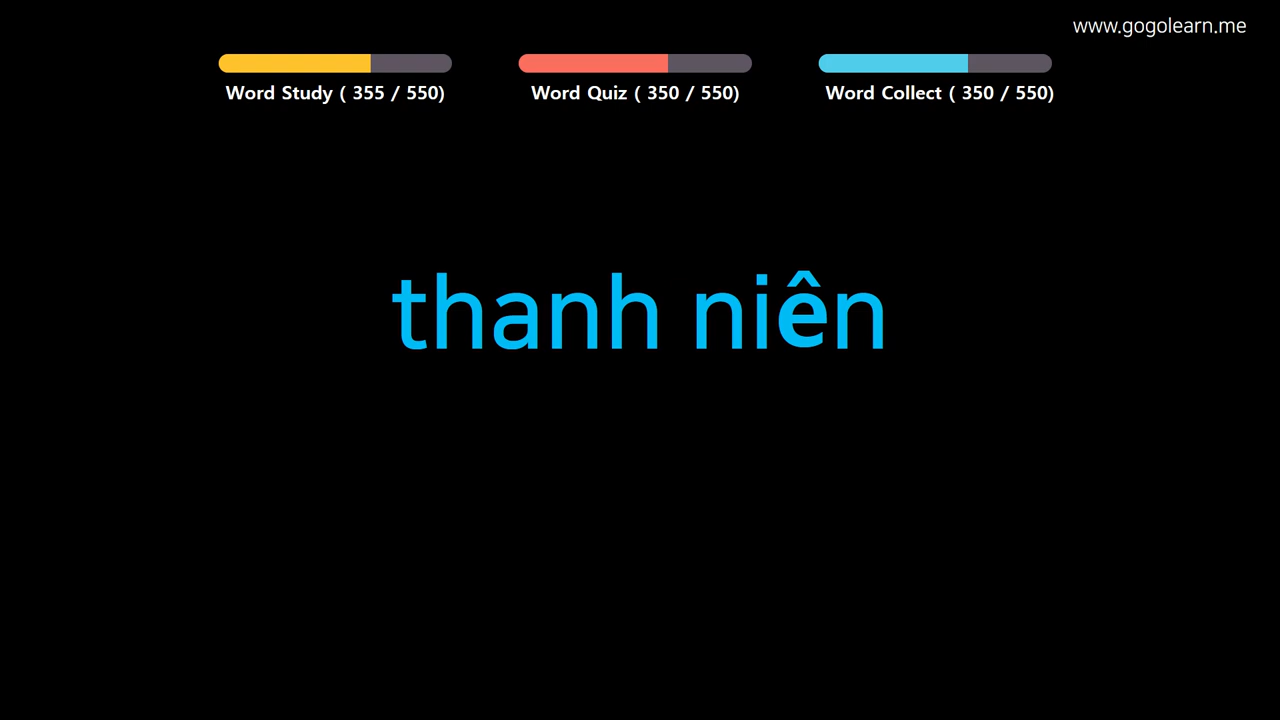 www.gogolearn.me
Word Study ( 355 / 550)
Word Quiz ( 350 / 550)
Word Collect ( 350 / 550)
thanh niên